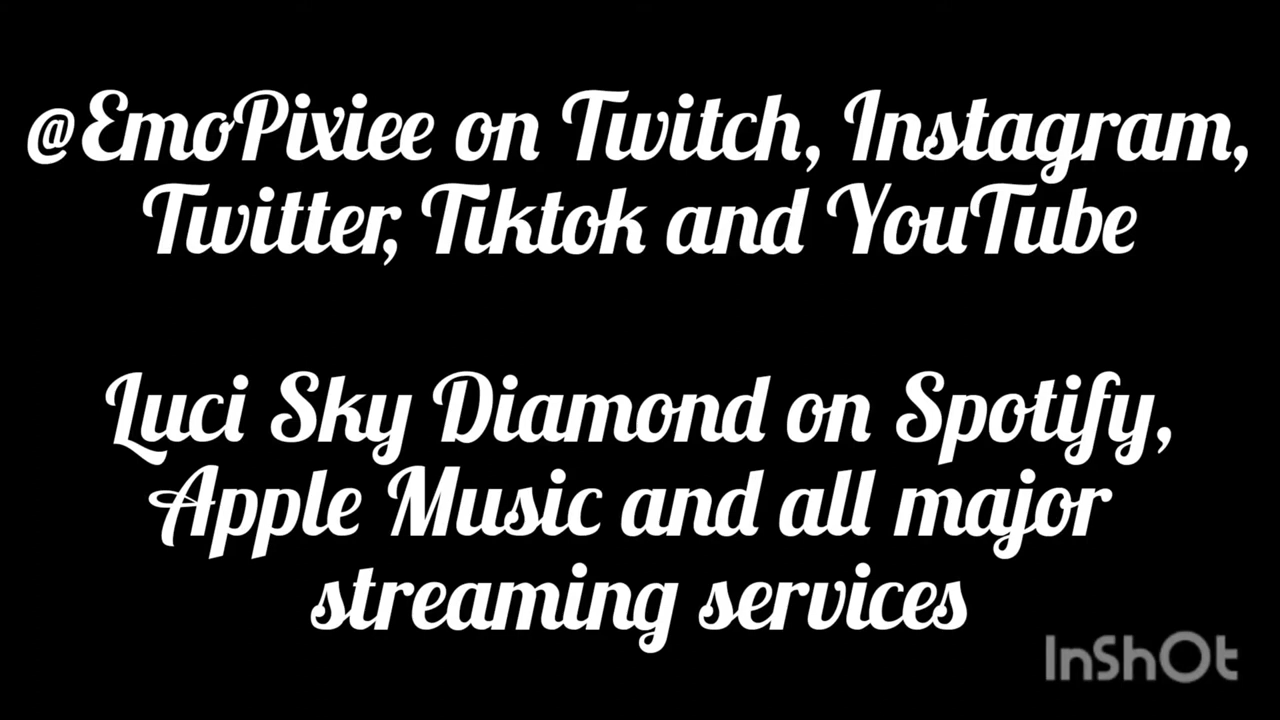 @EmoPixiee on Twitch, Instagram,
Twitter, Tiktok and YouTube
Luci Sky Diamond on Spotify,
Apple Music and all major
streaming services
InShOt